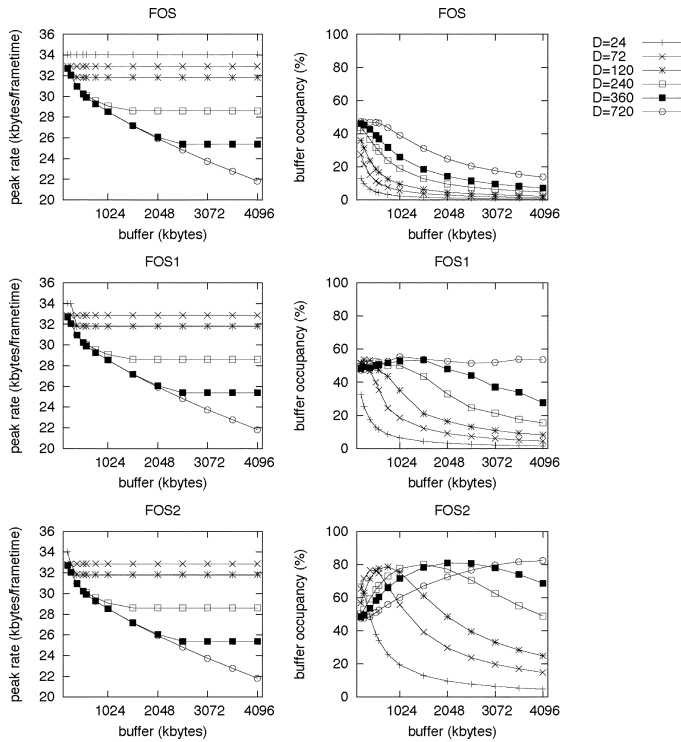 FOS
peak rate (kbytes/frametime)
36
34
32
30
28
26
24
22
20
1024 2048 3072 4096
buffer (kbytes)
FOS
buffer occupancy (%)
100
80
60
40
20
0
1024 2048 3072 4096
buffer (kbytes)
D=24
D=72
D=120
D=240
D=360
D=720
FOS1
peak rate (kbytes/frametime)
36
34
32
30
28
26
24
22
20
1024 2048 3072 4096
buffer (kbytes)
FOS1
buffer occupancy (%)
100
80
60
40
20
0
1024 2048 3072 4096
buffer (kbytes)
FOS2
peak rate (kbytes/frametime)
36
34
32
30
28
26
24
22
20
1024 2048 3072 4096
buffer (kbytes)
FOS2
buffer occupancy (%)
100
80
60
40
20
0
1024 2048 3072 4096
buffer (kbytes)